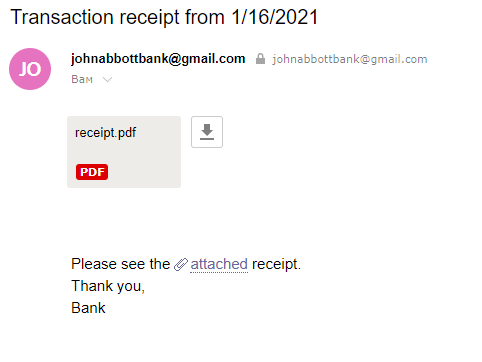 Transaction receipt from 1/16/2021
JO
johnabbottbank@gmail.com johnabbottbank@gmail.com
Вам
receipt.pdf
PDF
Please see the attached receipt.
Thank you,
Bank